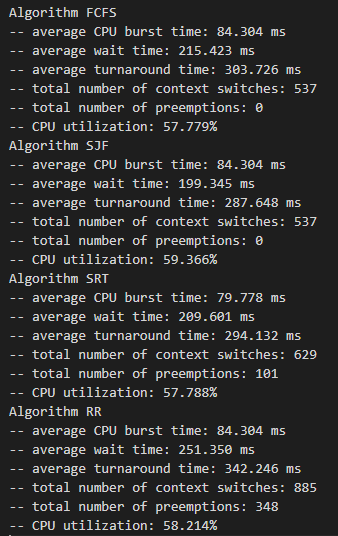 Algorithm FCFS
-- average CPU burst time: 84.304 ms
-- average wait time: 215.423 ms
-- average turnaround time: 303.726 ms
-- total number of context switches: 537
-- total number of preemptions: 0
-- CPU utilization: 57.779%
Algorithm SJF
-- average CPU burst time: 84.304 ms
-- average wait time: 199.345 ms
-- average turnaround time: 287.648 ms
-- total number of context switches: 537
-- total number of preemptions: 0
-- CPU utilization: 59.366%
Algorithm SRT
-- average CPU burst time: 79.778 ms
-- average wait time: 209.601 ms
-- average turnaround time: 294.132 ms
-- total number of context switches: 629
-- total number of preemptions: 101
-- CPU utilization: 57.788%
Algorithm RR
-- average CPU burst time: 84.304 ms
-- average wait time: 251.350 ms
-- average turnaround time: 342.246 ms
-- total number of context switches: 885
-- total number of preemptions: 348
-- CPU utilization: 58.214%